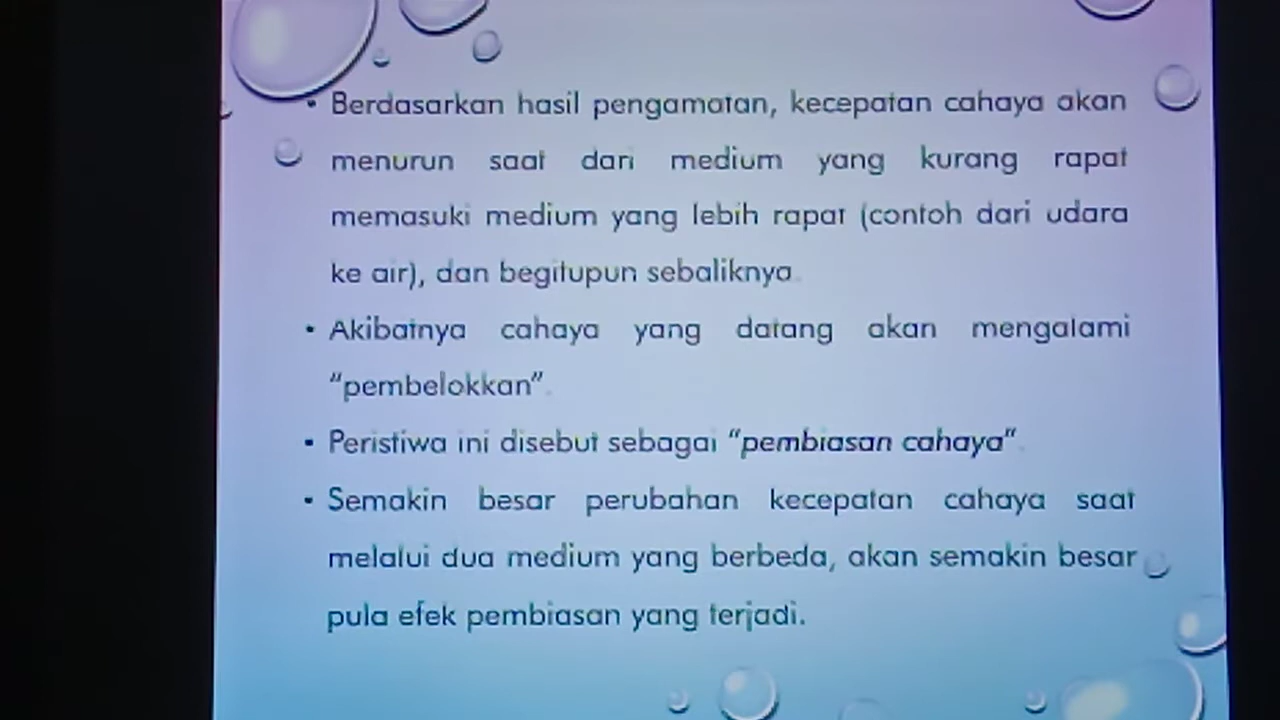 • Berdasarkan hasil pengamatan, kecepatan cahaya akan
menurun saat dari medium yang kurang rapat
memasuki medium yang lebih rapat (contoh dari udara
ke air), dan begitupun sebaliknya.
• Akibatnya cahaya yang datang akan mengalami
“pembelokkan”.
• Peristiwa ini disebut sebagai “pembiasan cahaya”.
• Semakin besar perubahan kecepatan cahaya saat
melalui dua medium yang berbeda, akan semakin besar
pula efek pembiasan yang terjadi.